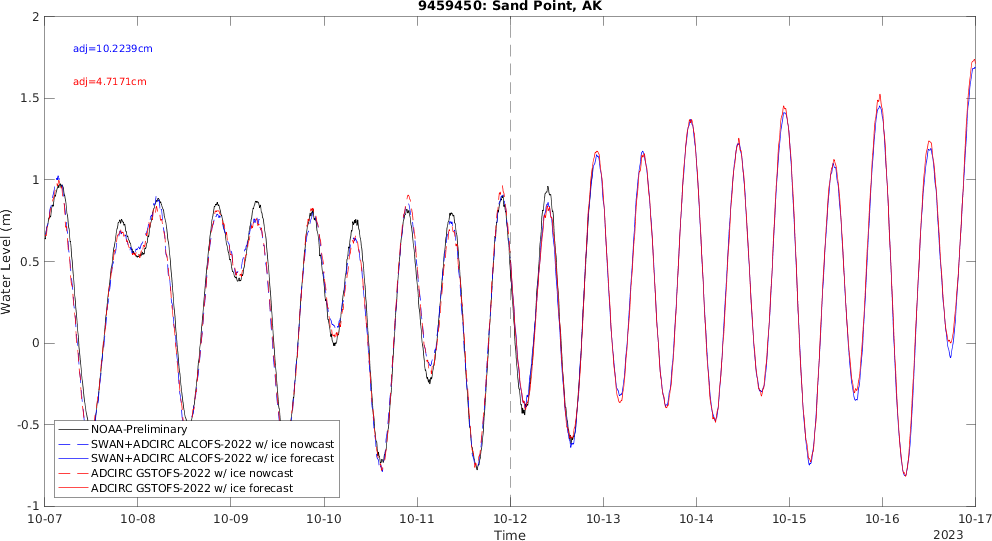 9459450: Sand Point, AK
2
adj=10.2239cm
adj=4.7171cm
1.5
1
0.5
0
-0.5
-1
Water Level (m)
NOAA-Preliminary
SWAN+ADCIRC ALCOFS-2022 w/ ice nowcast
SWAN+ADCIRC ALCOFS-2022 w/ ice forecast
ADCIRC GSTOFS-2022 w/ ice nowcast
ADCIRC GSTOFS-2022 w/ ice forecast
10-07 10-08 10-09 10-10 10-11 10-12 10-13 10-14 10-15 10-16 10-17
Time
2023